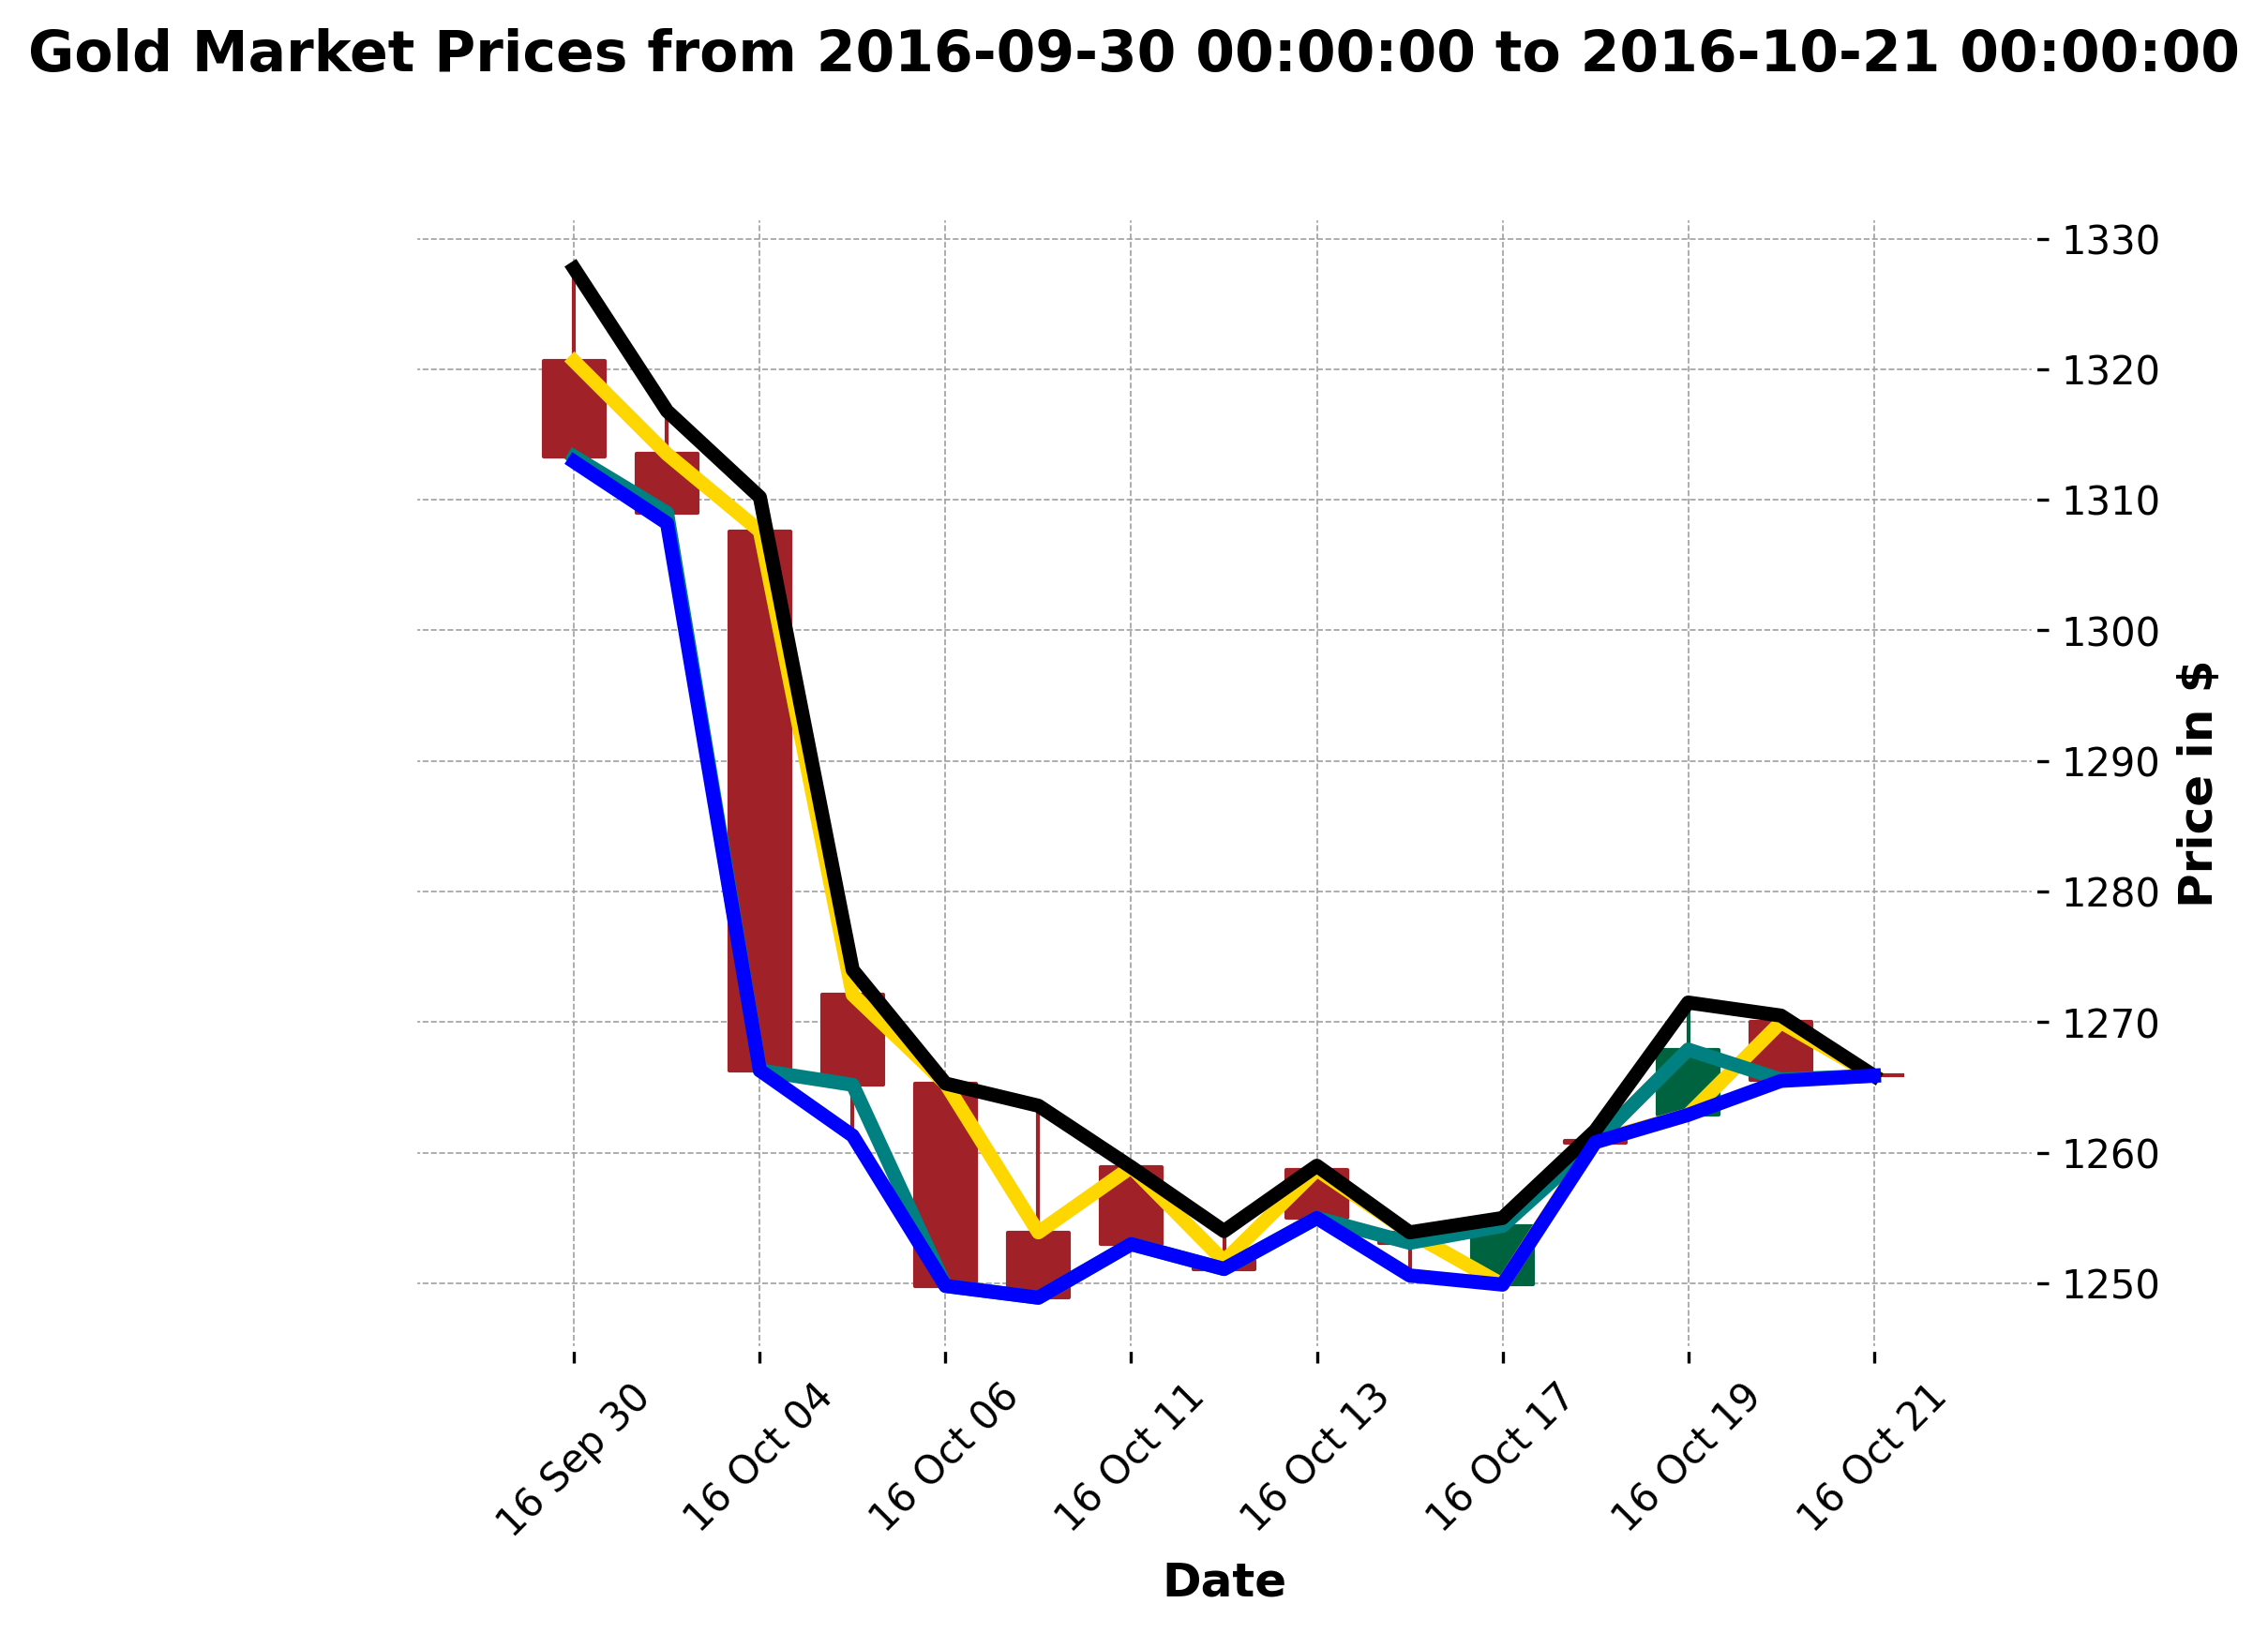 Gold Market Prices from 2016-09-30 00:00:00 to 2016-10-21 00:00:00
1330
1320
1310
1300
1290
1280
1270
1260
1250
Price in $
16 Sep 30
16 Oct 04
16 Oct 06
16 Oct 11
16 Oct 13
16 Oct 17
16 Oct 19
16 Oct 21
Date